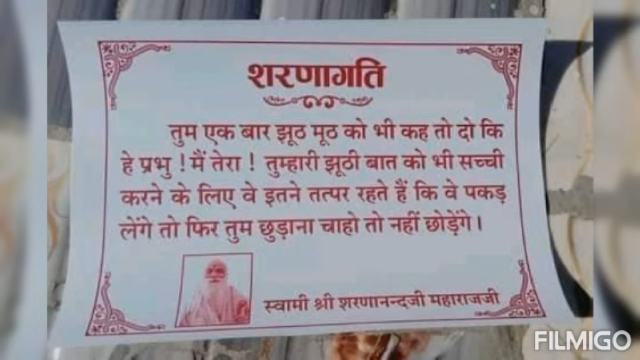 शरणागति
तुम एक बार झूठ मूठ को भी कह तो दो कि
हे प्रभु ! मैं तेरा ! तुम्हारी झूठी बात को भी सच्ची
करने के लिए वे इतने तत्पर रहते हैं कि वे पकड़
लेंगे तो फिर तुम छुड़ाना चाहो तो नहीं छोड़ेंगे ।
स्वामी श्री शरणानन्दजी महाराजजी
FILMIGO